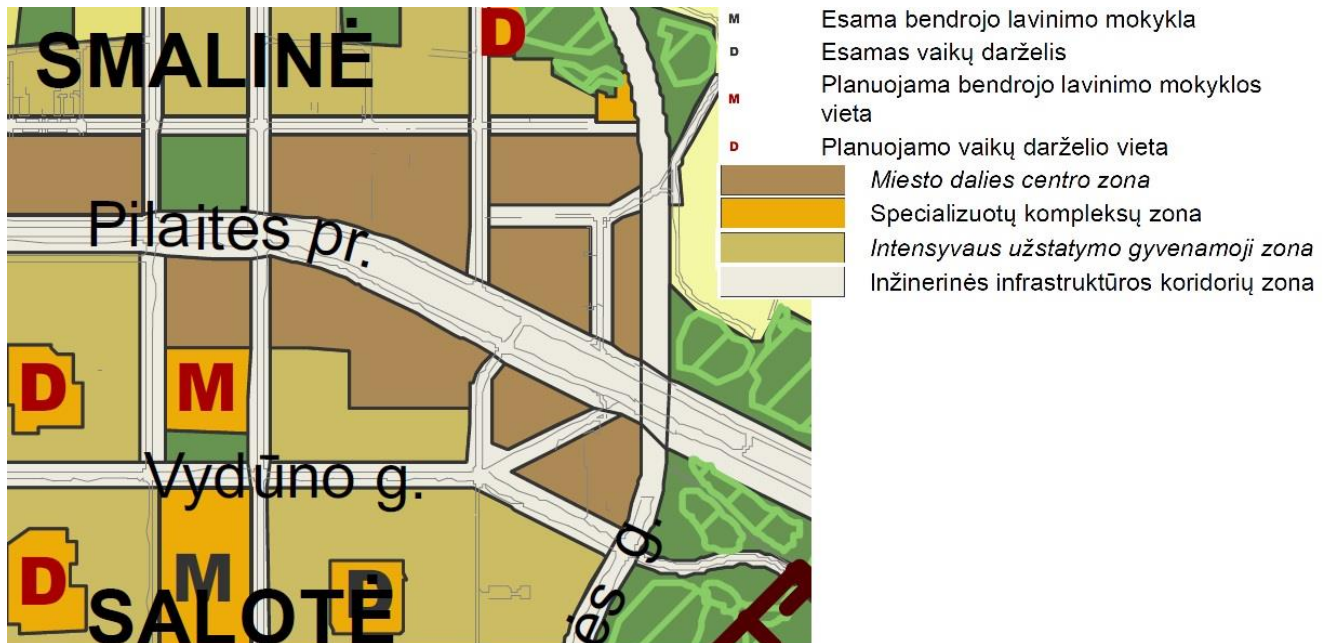 SMALINĖ
D
Pilaitės pr.
D
M
Vydūno g.
D
M
D
SALOTĖ
ės g.
M Esama bendrojo lavinimo mokykla
D Esamas vaikų darželis
M Planuojama bendrojo lavinimo mokyklos
vieta
D Planuojamo vaikų darželio vieta
Miesto dalies centro zona
Specializuotų kompleksų zona
Intensyvaus užstatymo gyvenamoji zona
Inžinerinės infrastruktūros koridorių zona